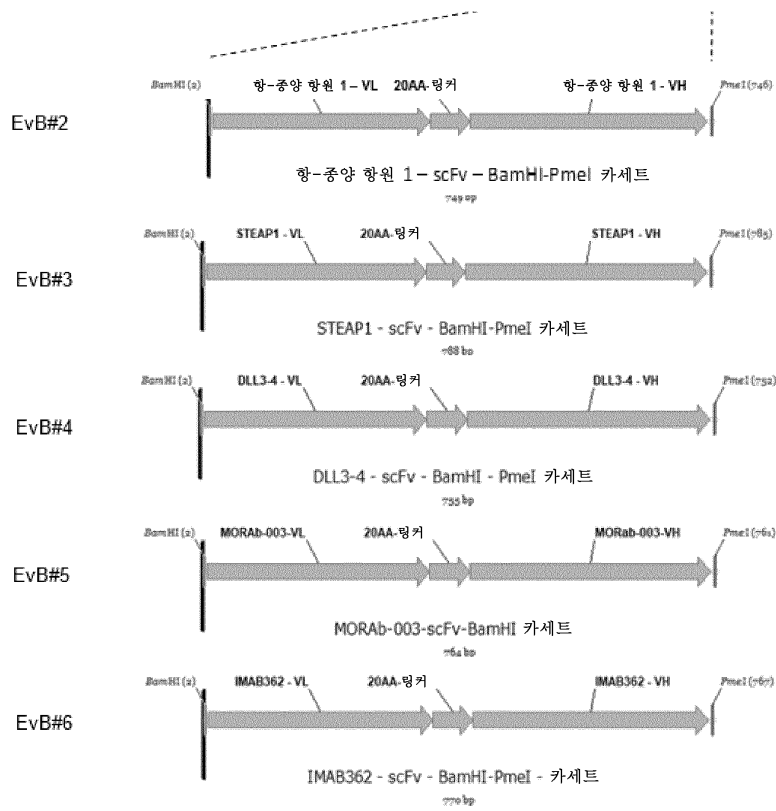 BamHI (2) 항-종양 항원 1 – VL 20AA-링커 항-종양 항원 1 - VH PmeI (746)
EvB#2
항-종양 항원 1 – scFv – BamHI-PmeI 카세트
749 bp
BamHI (2) STEAP1 - VL 20AA-링커 STEAP1 - VH PmeI (785)
EvB#3
STEAP1 - scFv - BamHI-PmeI 카세트
788 bp
BamHI (2) DLL3-4 - VL 20AA-링커 DLL3-4 - VH PmeI (752)
EvB#4
DLL3-4 - scFv - BamHI - PmeI 카세트
755 bp
BamHI (2) MORAb-003-VL 20AA-링커 MORab-003-VH PmeI (761)
EvB#5
MORAb-003-scFv-BamHI 카세트
764 bp
BamHI (2) IMAB362 - VL 20AA-링커 IMAB362 - VH PmeI (767)
EvB#6
IMAB362 - scFv - BamHI-PmeI - 카세트
770 bp